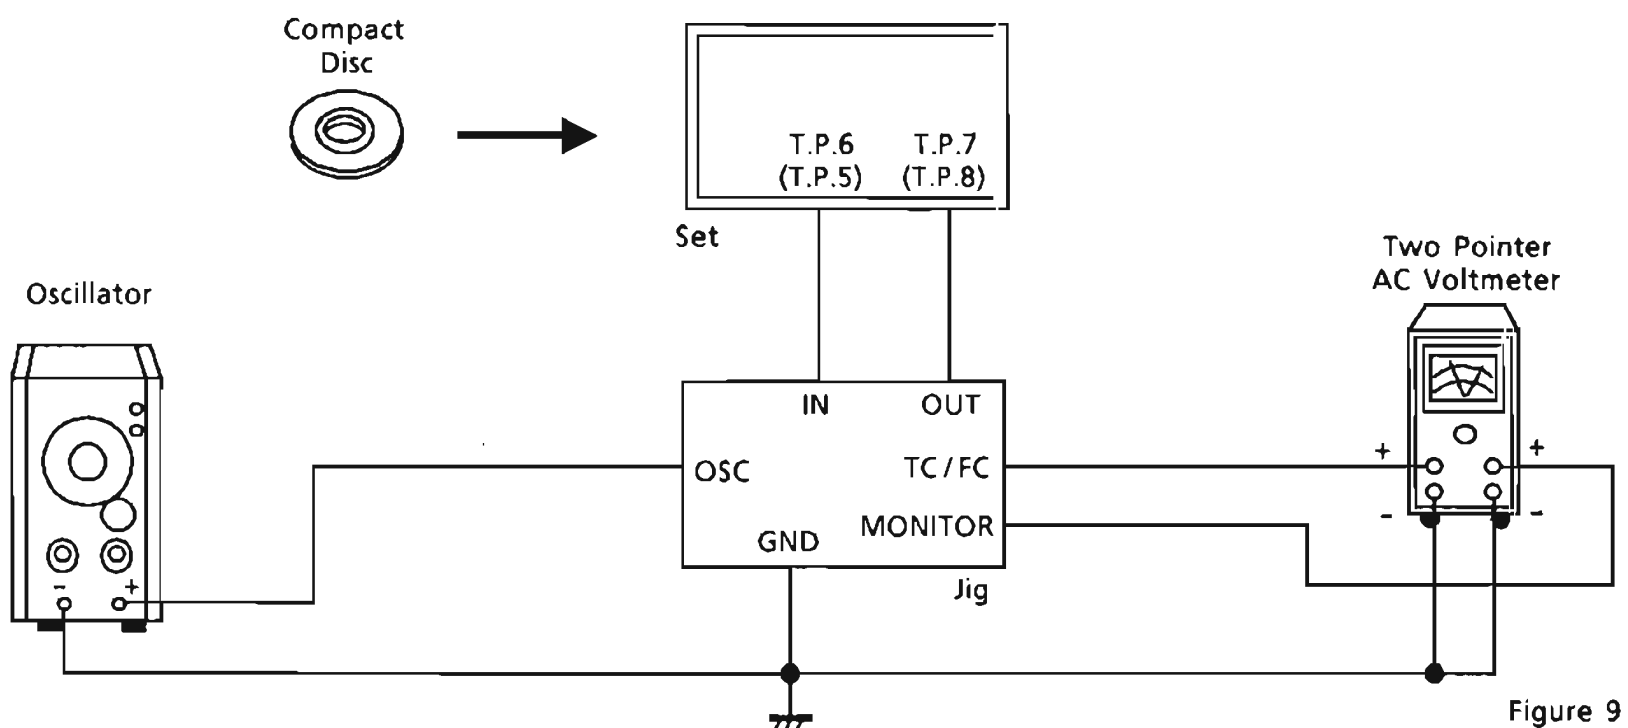 Compact
Disc
T.P.6
(T.P.5)
T.P.7
(T.P.8)
Set
Two Pointer
AC Voltmeter
Oscillator
IN
OUT
OSC
TC/FC
MONITOR
GND
Jig
+
+
-
-
-
+
Figure 9